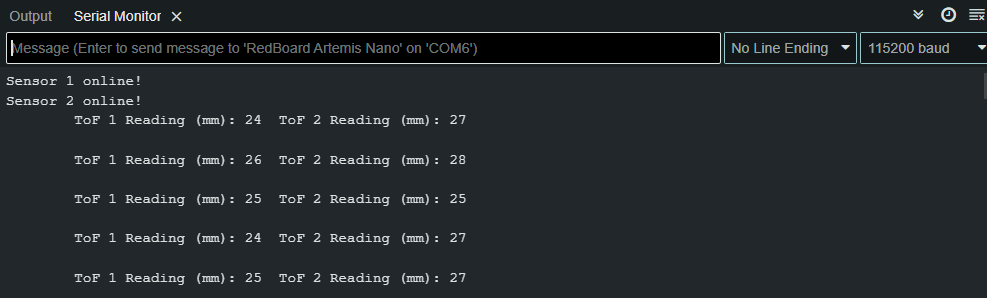 Output Serial Monitor
Message (Enter to send message to 'RedBoard Artemis Nano' on 'COM6') No Line Ending 115200 baud
Sensor 1 online!
Sensor 2 online!
ToF 1 Reading (mm): 24 ToF 2 Reading (mm): 27
ToF 1 Reading (mm): 26 ToF 2 Reading (mm): 28
ToF 1 Reading (mm): 25 ToF 2 Reading (mm): 25
ToF 1 Reading (mm): 24 ToF 2 Reading (mm): 27
ToF 1 Reading (mm): 25 ToF 2 Reading (mm): 27